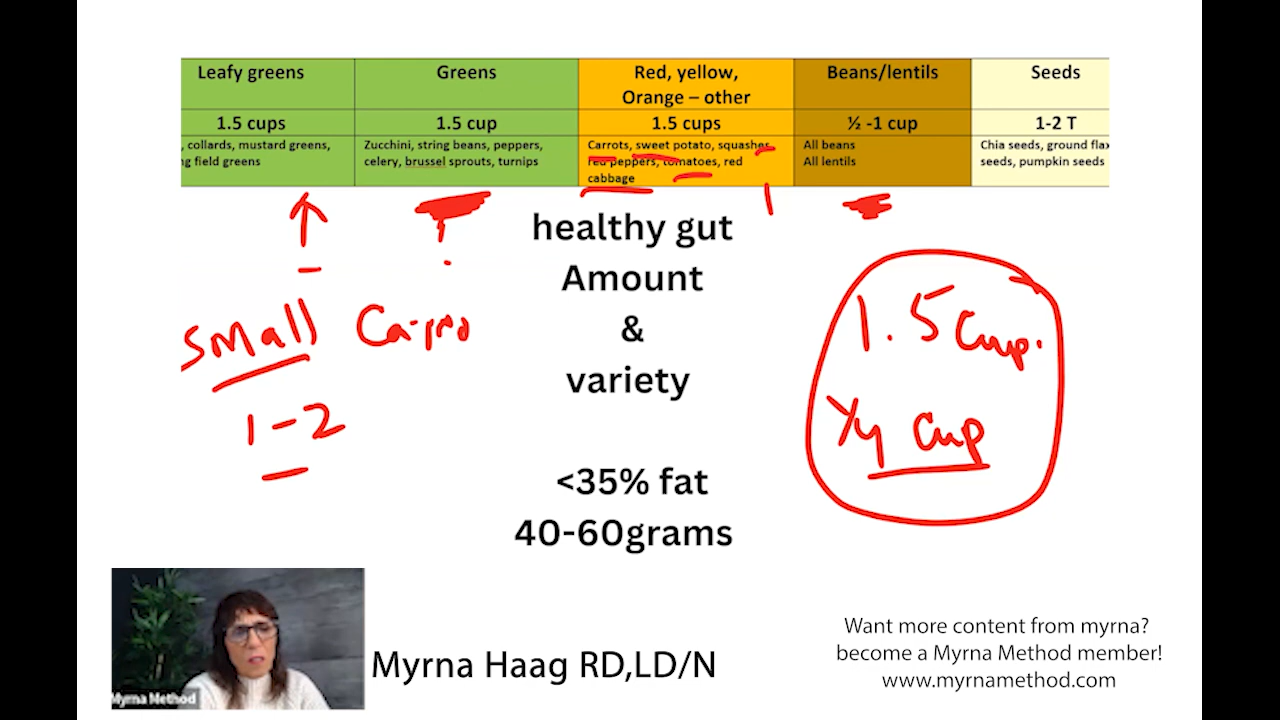 Leafy greens
Greens
Red, yellow,
Orange – other
Beans/lentils
Seeds
1.5 cups
1.5 cup
1.5 cups
½ -1 cup
1-2 T
, collards, mustard greens,
ng field greens
Zucchini, string beans, peppers,
celery, brussel sprouts, turnips
Carrots, sweet potato, squashes
red peppers, tomatoes, red
cabbage
All beans
All lentils
Chia seeds, ground flax
seeds, pumpkin seeds
healthy gut
Amount
&
variety
<35% fat
40-60grams
small
1-2
1.5 cup.
cup
Myrna Method
Myrna Haag RD,LD/N
Want more content from myrna?
become a Myrna Method member!
www.myrnamethod.com